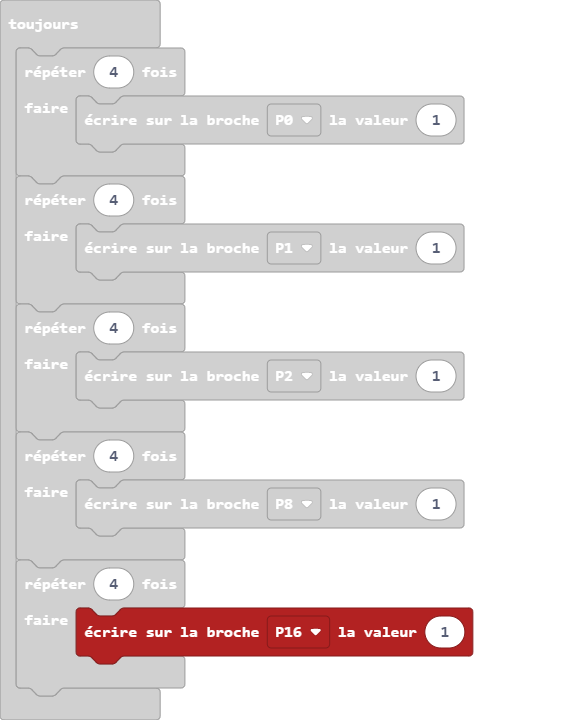 toujours
répéter 4 fois
faire écrire sur la broche P0 la valeur 1
répéter 4 fois
faire écrire sur la broche P1 la valeur 1
répéter 4 fois
faire écrire sur la broche P2 la valeur 1
répéter 4 fois
faire écrire sur la broche P8 la valeur 1
répéter 4 fois
faire écrire sur la broche P16 la valeur 1